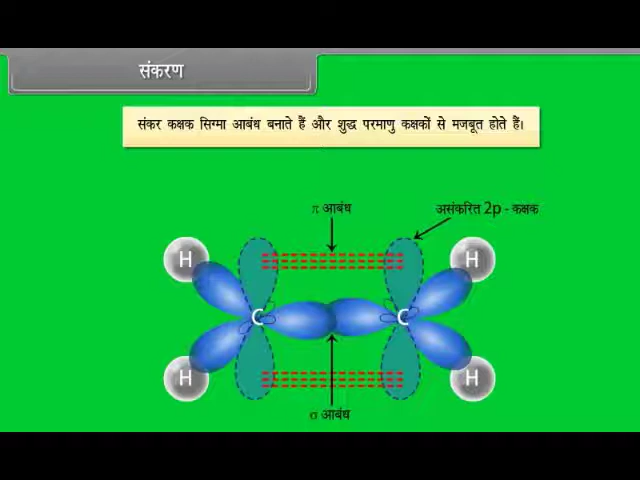 संकरण
संकर कक्षक सिग्मा आबंध बनाते हैं और शुद्ध परमाणु कक्षकों से मजबूत होते हैं।
π आबंध
असंकरित 2p - कक्षक
H
H
C
C
H
H
σ आबंध